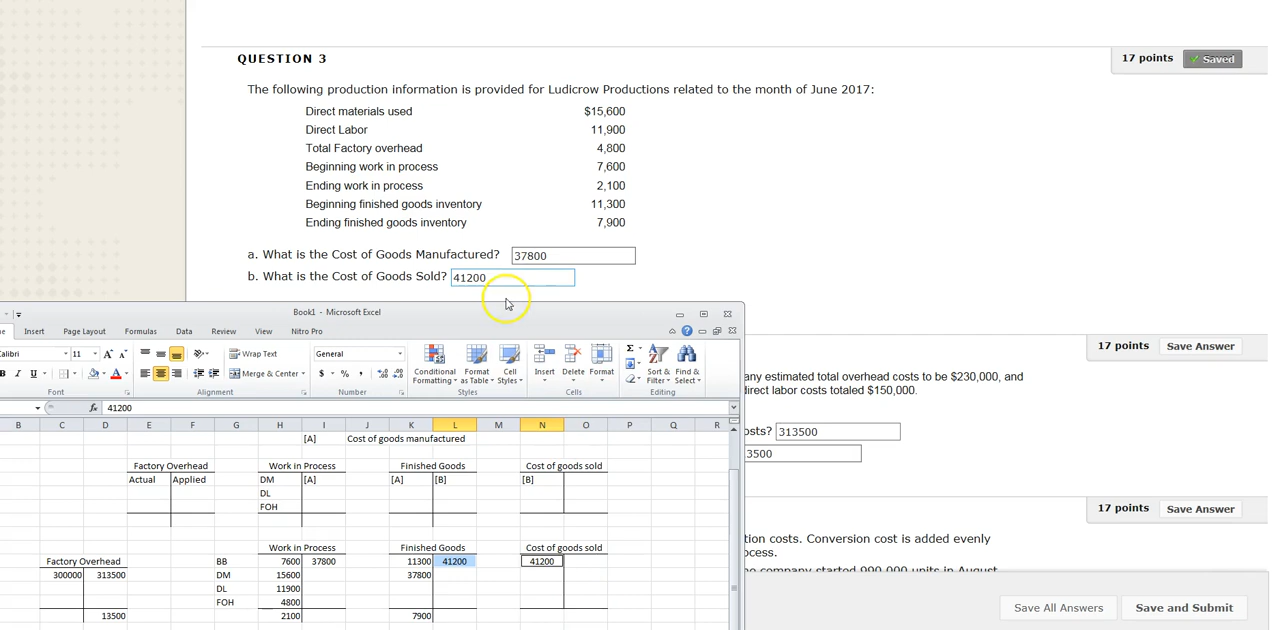 QUESTION 3
17 points Saved
The following production information is provided for Ludicrow Productions related to the month of June 2017:
Direct materials used $15,600
Direct Labor 11,900
Total Factory overhead 4,800
Beginning work in process 7,600
Ending work in process 2,100
Beginning finished goods inventory 11,300
Ending finished goods inventory 7,900
a. What is the Cost of Goods Manufactured? 37800
b. What is the Cost of Goods Sold? 41200
Book1 - Microsoft Excel
Insert Page Layout Formulas Data Review View Nitro Pro
17 points Save Answer
11 A A Wrap Text General Σ
B I U Merge & Center $ % , Conditional Formatting Format as Table Cell Styles Insert Delete Format Sort & Filter Find & Select
Font Alignment Number Styles Cells Editing
any estimated total overhead costs to be $230,000, and
direct labor costs totaled $150,000.
fx 41200
B C D E F G H I J K L M N O P Q R
313500
3500
[A] Cost of goods manufactured
Factory Overhead Work in Process Finished Goods Cost of goods sold
Actual Applied DM [A] [A] [B] [B]
DL
FOH
17 points Save Answer
tion costs. Conversion cost is added evenly
Work in Process Finished Goods Cost of goods sold
Factory Overhead BB 7600 37800 11300 41200 41200
300000 313500 DM 15600 37800
DL 11900
FOH 4800
13500 2100 7900
company started 990,000 units in August
Save All Answers Save and Submit